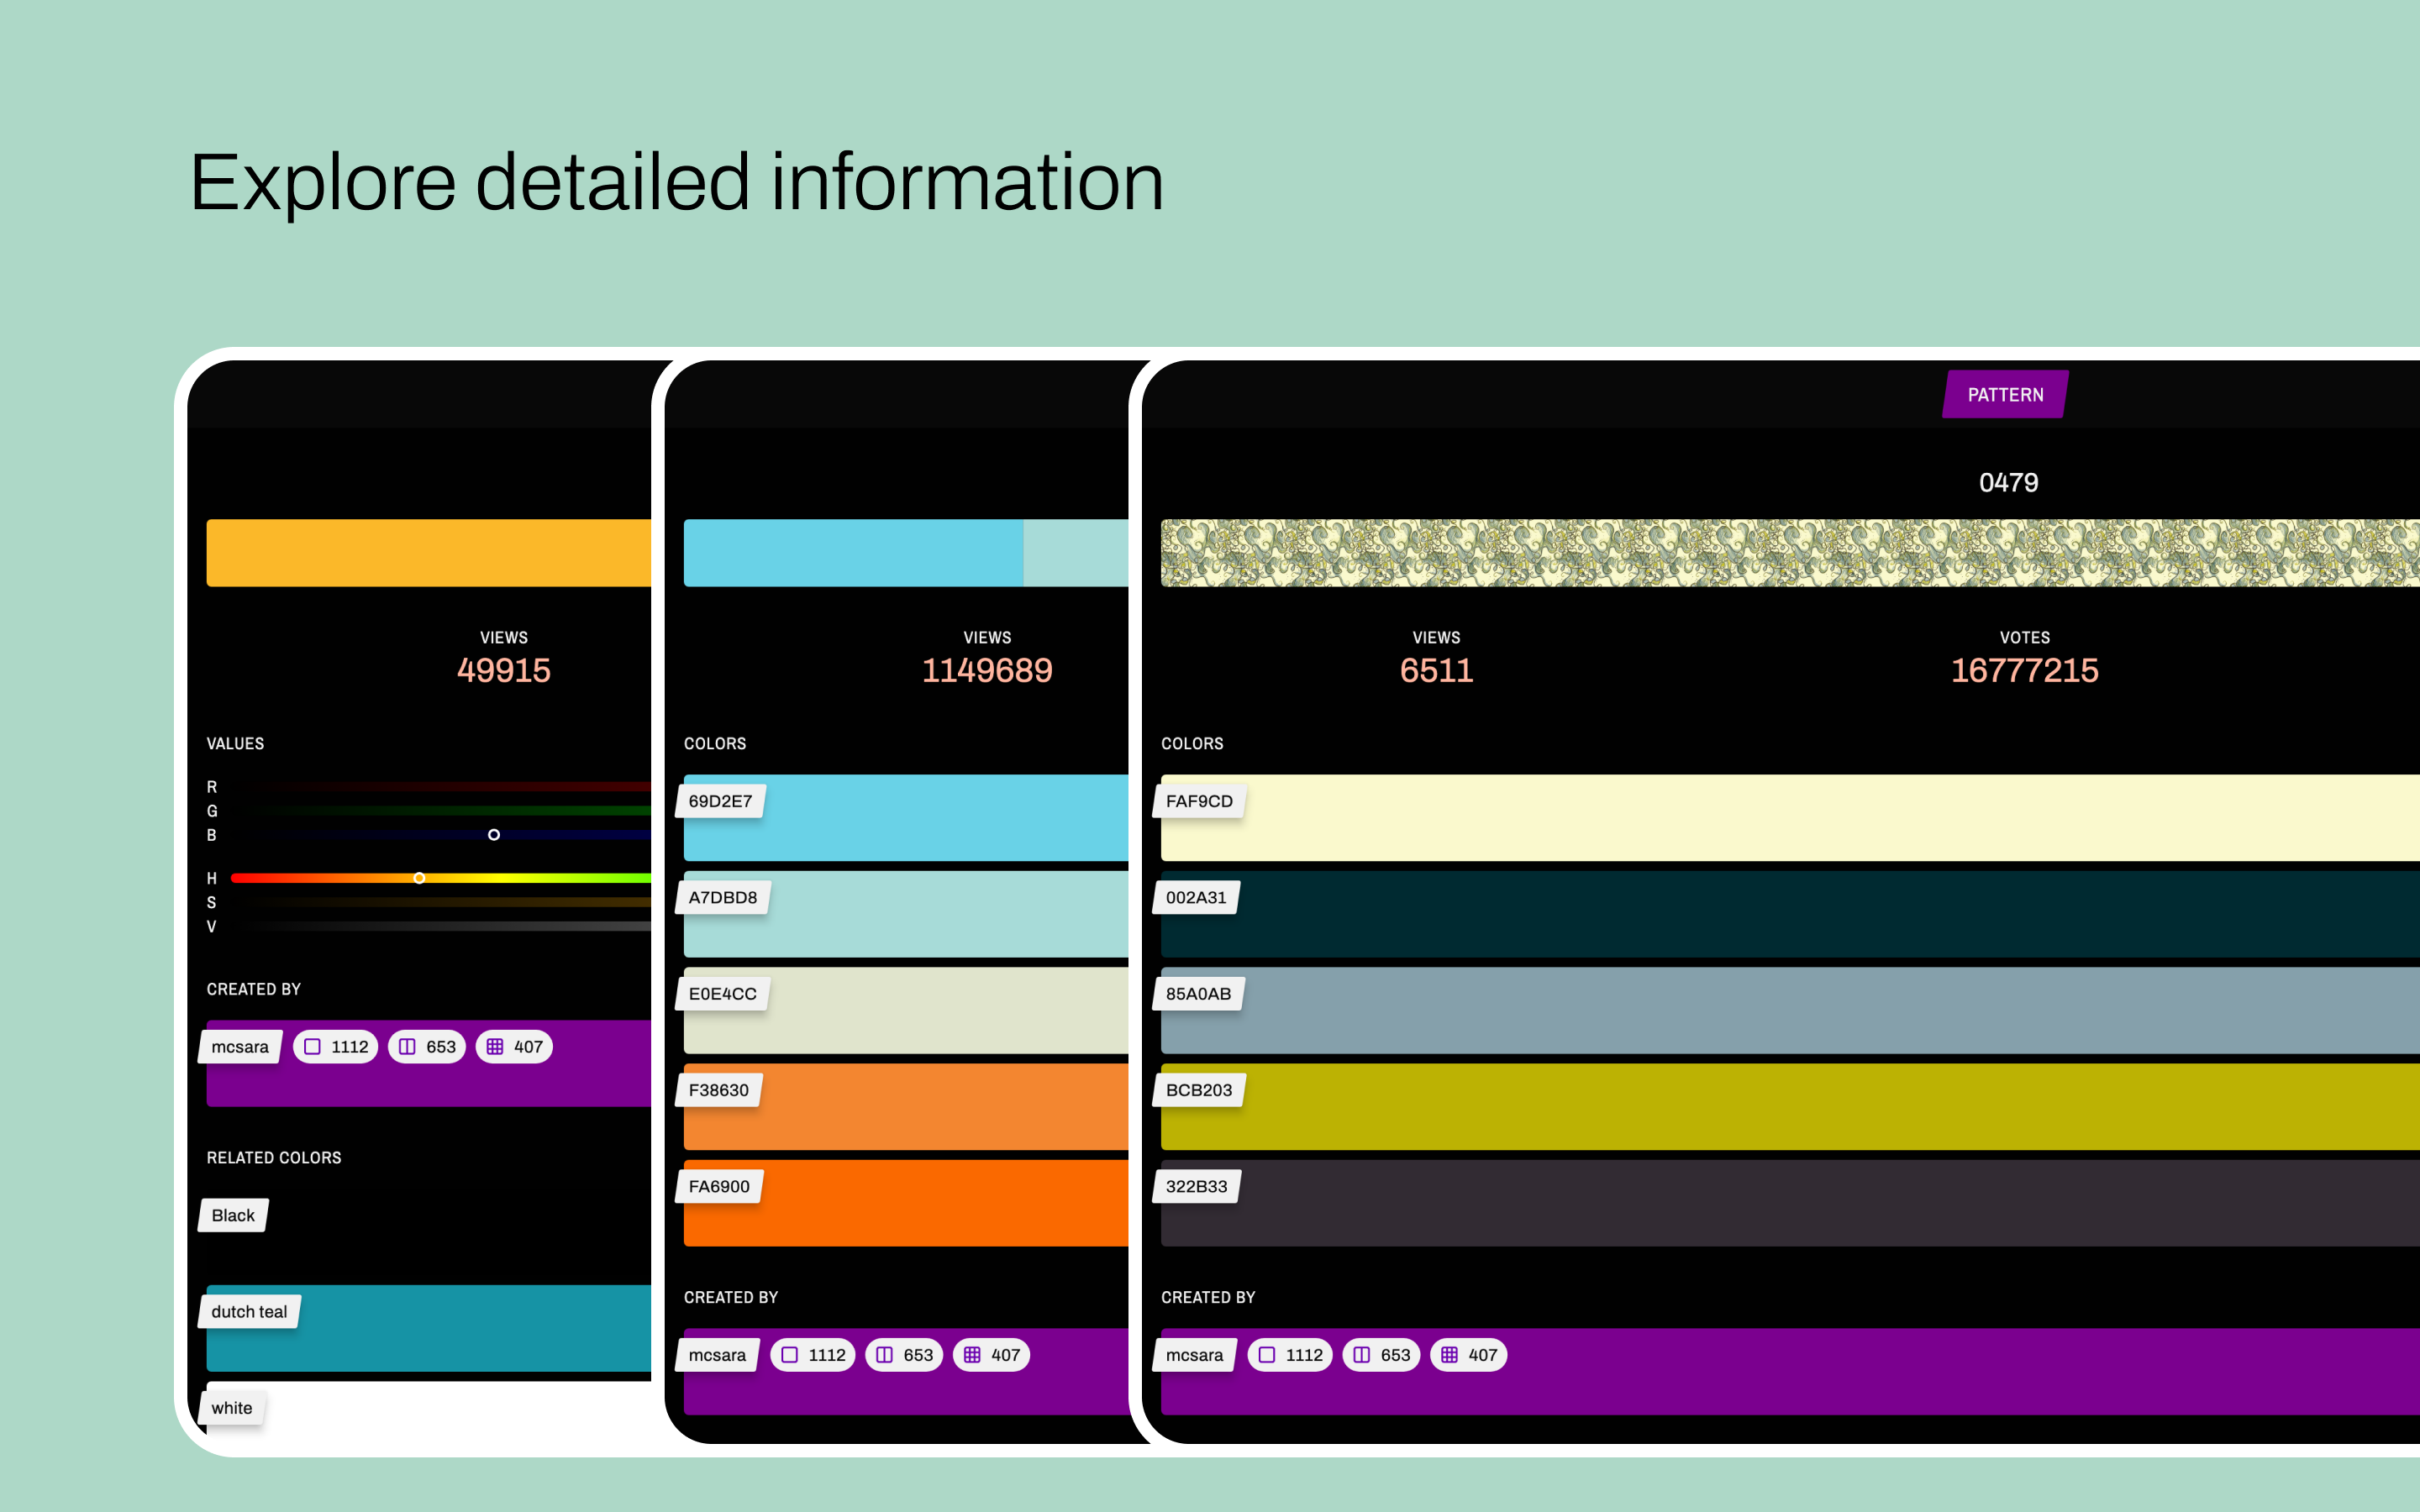 Explore detailed information
VIEWS
49915
VALUES
R
G
B
H
S
V
CREATED BY
mcsara 1112 653 407
RELATED COLORS
Black
dutch teal
white
VIEWS
1149689
COLORS
69D2E7
A7DBD8
E0E4CC
F38630
FA6900
CREATED BY
mcsara 1112 653 407
PATTERN
0479
VIEWS VOTES
6511 16777215
COLORS
FAF9CD
002A31
85A0AB
BCB203
322B33
CREATED BY
mcsara 1112 653 407